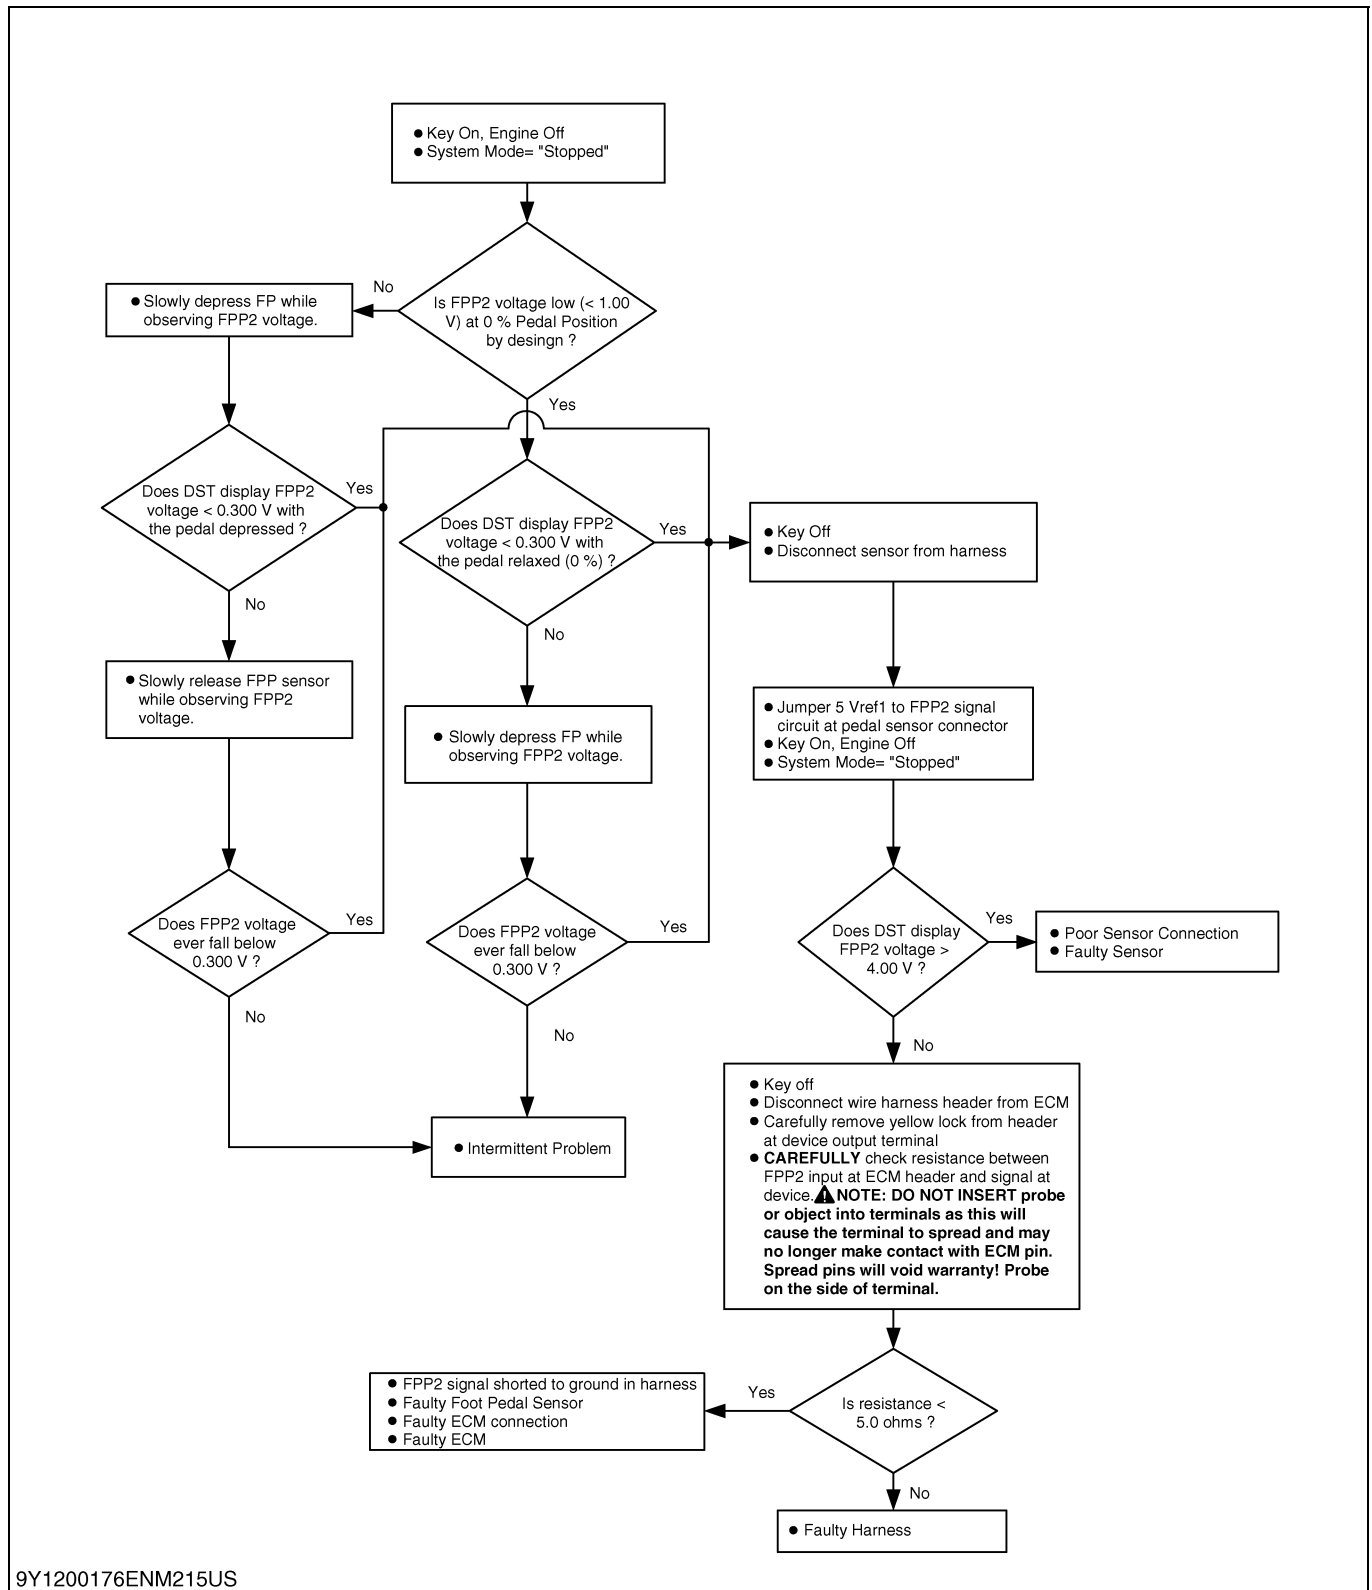 ● Key On, Engine Off
● System Mode= "Stopped"
Is FPP2 voltage low (< 1.00
V) at 0 % Pedal Position
by desingn ?
No
● Slowly depress FP while
observing FPP2 voltage.
Yes
Does DST display FPP2
voltage < 0.300 V with
the pedal depressed ?
Yes
No
Does DST display FPP2
voltage < 0.300 V with
the pedal relaxed (0 %) ?
Yes
No
● Key Off
● Disconnect sensor from harness
● Slowly release FPP sensor
while observing FPP2
voltage.
● Slowly depress FP while
observing FPP2 voltage.
● Jumper 5 Vref1 to FPP2 signal
circuit at pedal sensor connector
● Key On, Engine Off
● System Mode= "Stopped"
Does FPP2 voltage
ever fall below
0.300 V ?
Yes
No
Does FPP2 voltage
ever fall below
0.300 V ?
Yes
No
Does DST display
FPP2 voltage >
4.00 V ?
Yes
● Poor Sensor Connection
● Faulty Sensor
No
● Intermittent Problem
● Key off
● Disconnect wire harness header from ECM
● Carefully remove yellow lock from header
at device output terminal
● CAREFULLY check resistance between
FPP2 input at ECM header and signal at
device. NOTE: DO NOT INSERT probe
or object into terminals as this will
cause the terminal to spread and may
no longer make contact with ECM pin.
Spread pins will void warranty! Probe
on the side of terminal.
Is resistance <
5.0 ohms ?
Yes
● FPP2 signal shorted to ground in harness
● Faulty Foot Pedal Sensor
● Faulty ECM connection
● Faulty ECM
No
● Faulty Harness
9Y1200176ENM215US